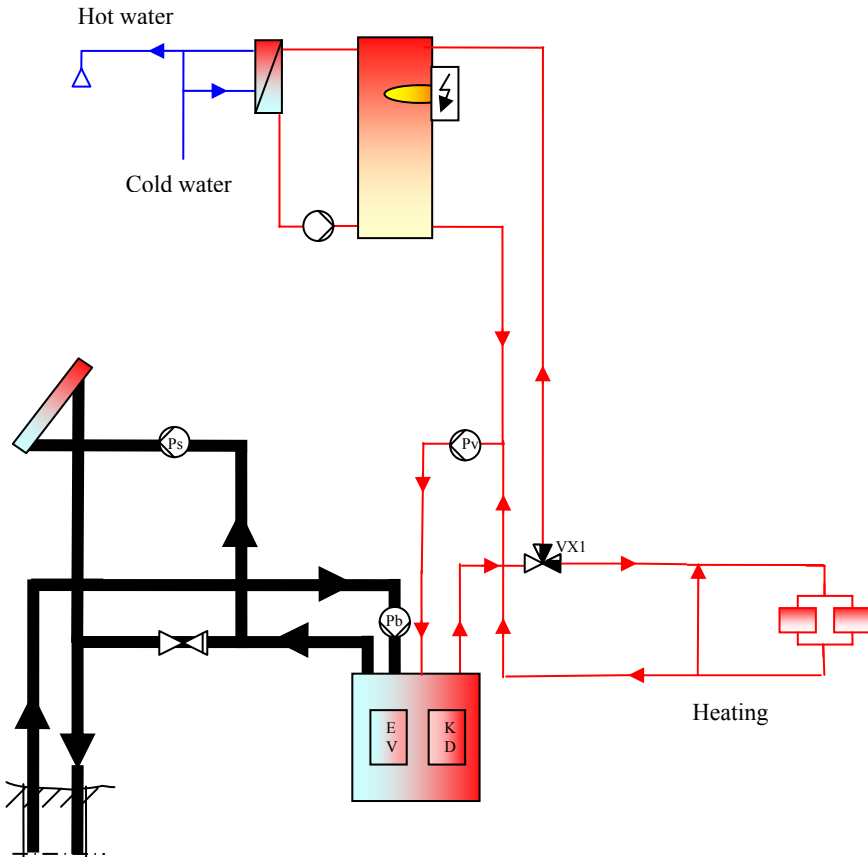 Hot water
Cold water
Ps
Pv
VX1
Pb
E
V
K
D
Heating